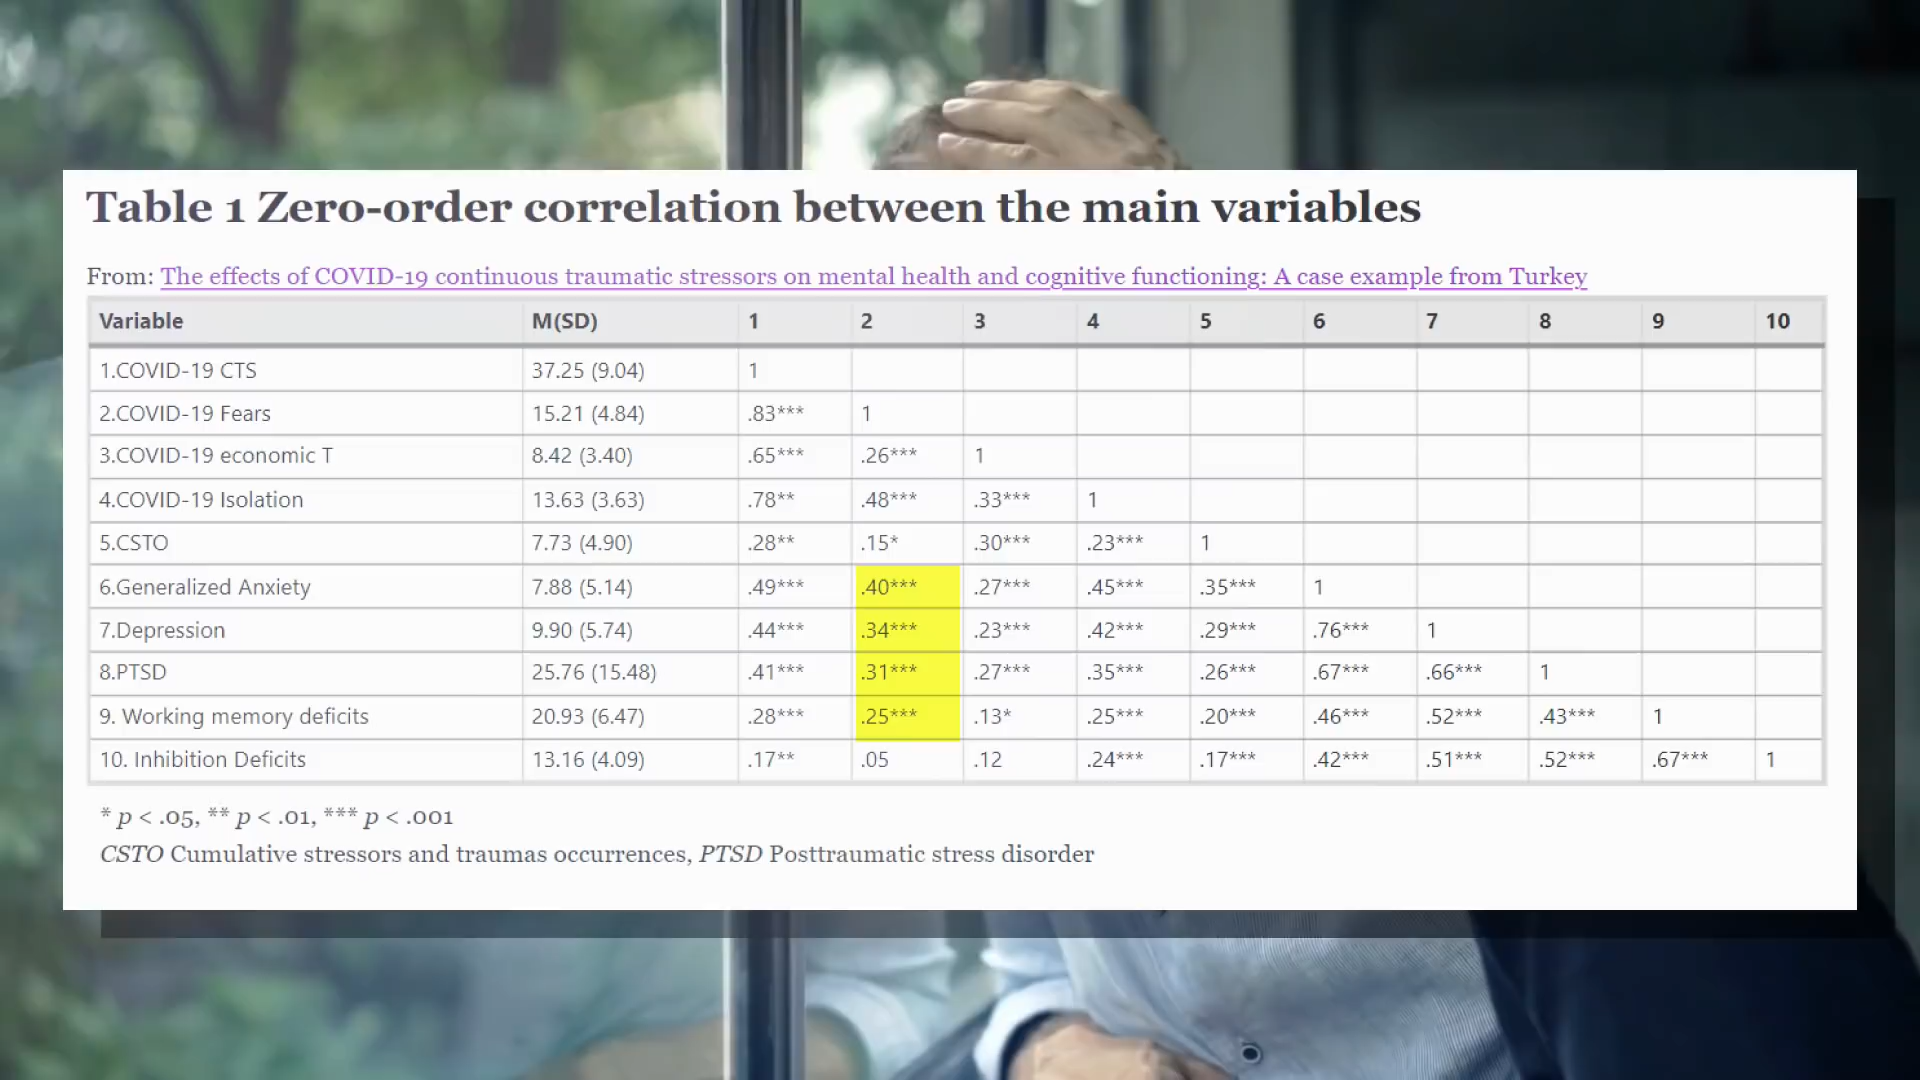 Table 1 Zero-order correlation between the main variables
From: The effects of COVID-19 continuous traumatic stressors on mental health and cognitive functioning: A case example from Turkey
Variable M(SD) 1 2 3 4 5 6 7 8 9 10
1.COVID-19 CTS 37.25 (9.04) 1
2.COVID-19 Fears 15.21 (4.84) .83*** 1
3.COVID-19 economic T 8.42 (3.40) .65*** .26*** 1
4.COVID-19 Isolation 13.63 (3.63) .78** .48*** .33*** 1
5.CSTO 7.73 (4.90) .28** .15* .30*** .23*** 1
6.Generalized Anxiety 7.88 (5.14) .49*** .40*** .27*** .45*** .35*** 1
7.Depression 9.90 (5.74) .44*** .34*** .23*** .42*** .29*** .76*** 1
8.PTSD 25.76 (15.48) .41*** .31*** .27*** .35*** .26*** .67*** .66*** 1
9. Working memory deficits 20.93 (6.47) .28*** .25*** .13* .25*** .20*** .46*** .52*** .43*** 1
10. Inhibition Deficits 13.16 (4.09) .17** .05 .12 .24*** .17*** .42*** .51*** .52*** .67*** 1
* p < .05, ** p < .01, *** p < .001
CSTO Cumulative stressors and traumas occurrences, PTSD Posttraumatic stress disorder